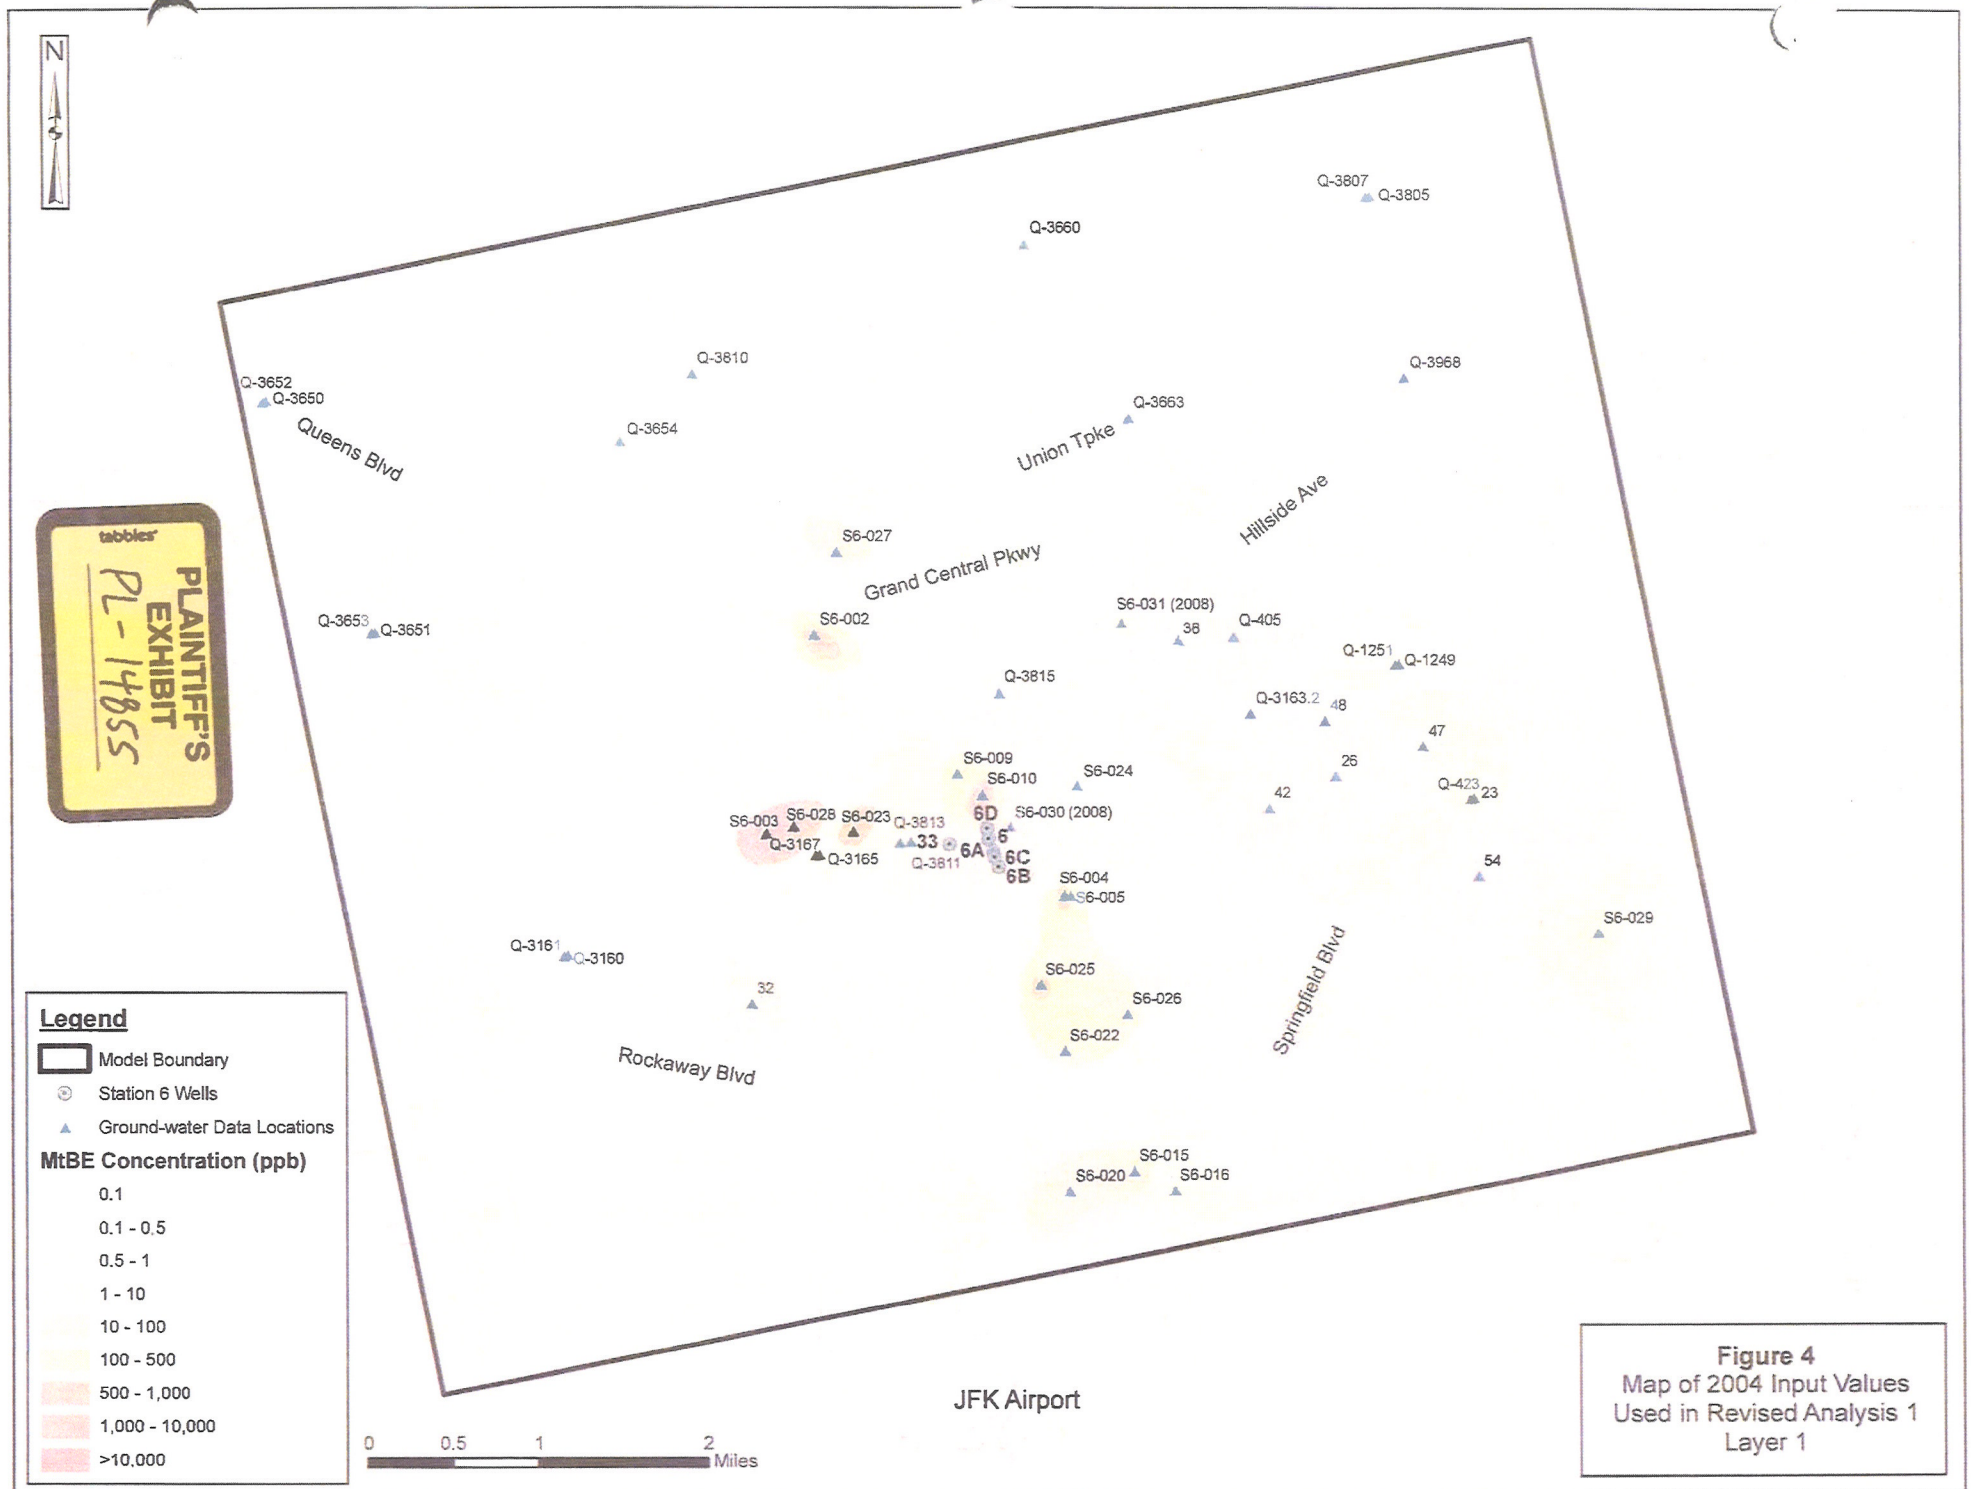 N
Q-3807
Q-3805
Q-3660
Q-3810
Q-3968
Q-3652
Q-3650
Q-3663
Q-3654
Queens Blvd
Union Tpke
Hillside Ave
tabbies®
PLAINTIFF'S
EXHIBIT
PL-14855
S6-027
Grand Central Pkwy
S6-031 (2008)
Q-3653
Q-3651
S6-002
38
Q-405
Q-1251
Q-1249
Q-3815
Q-3163.2
48
47
S6-009
S6-010
S6-024
26
Q-423
23
42
S6-003
S6-028
S6-023
Q-3813
6D
S6-030 (2008)
Q-3167
Q-3165
33
Q-3811
6A
6
6C
6B
54
S6-004
S6-005
S6-029
Q-3161
Q-3160
S6-025
32
S6-026
Springfield Blvd
S6-022
Rockaway Blvd
S6-015
S6-020
S6-016
Legend
Model Boundary
Station 6 Wells
Ground-water Data Locations
MtBE Concentration (ppb)
0.1
0.1 - 0.5
0.5 - 1
1 - 10
10 - 100
100 - 500
500 - 1,000
1,000 - 10,000
>10,000
JFK Airport
0 0.5 1 2
Miles
Figure 4
Map of 2004 Input Values
Used in Revised Analysis 1
Layer 1